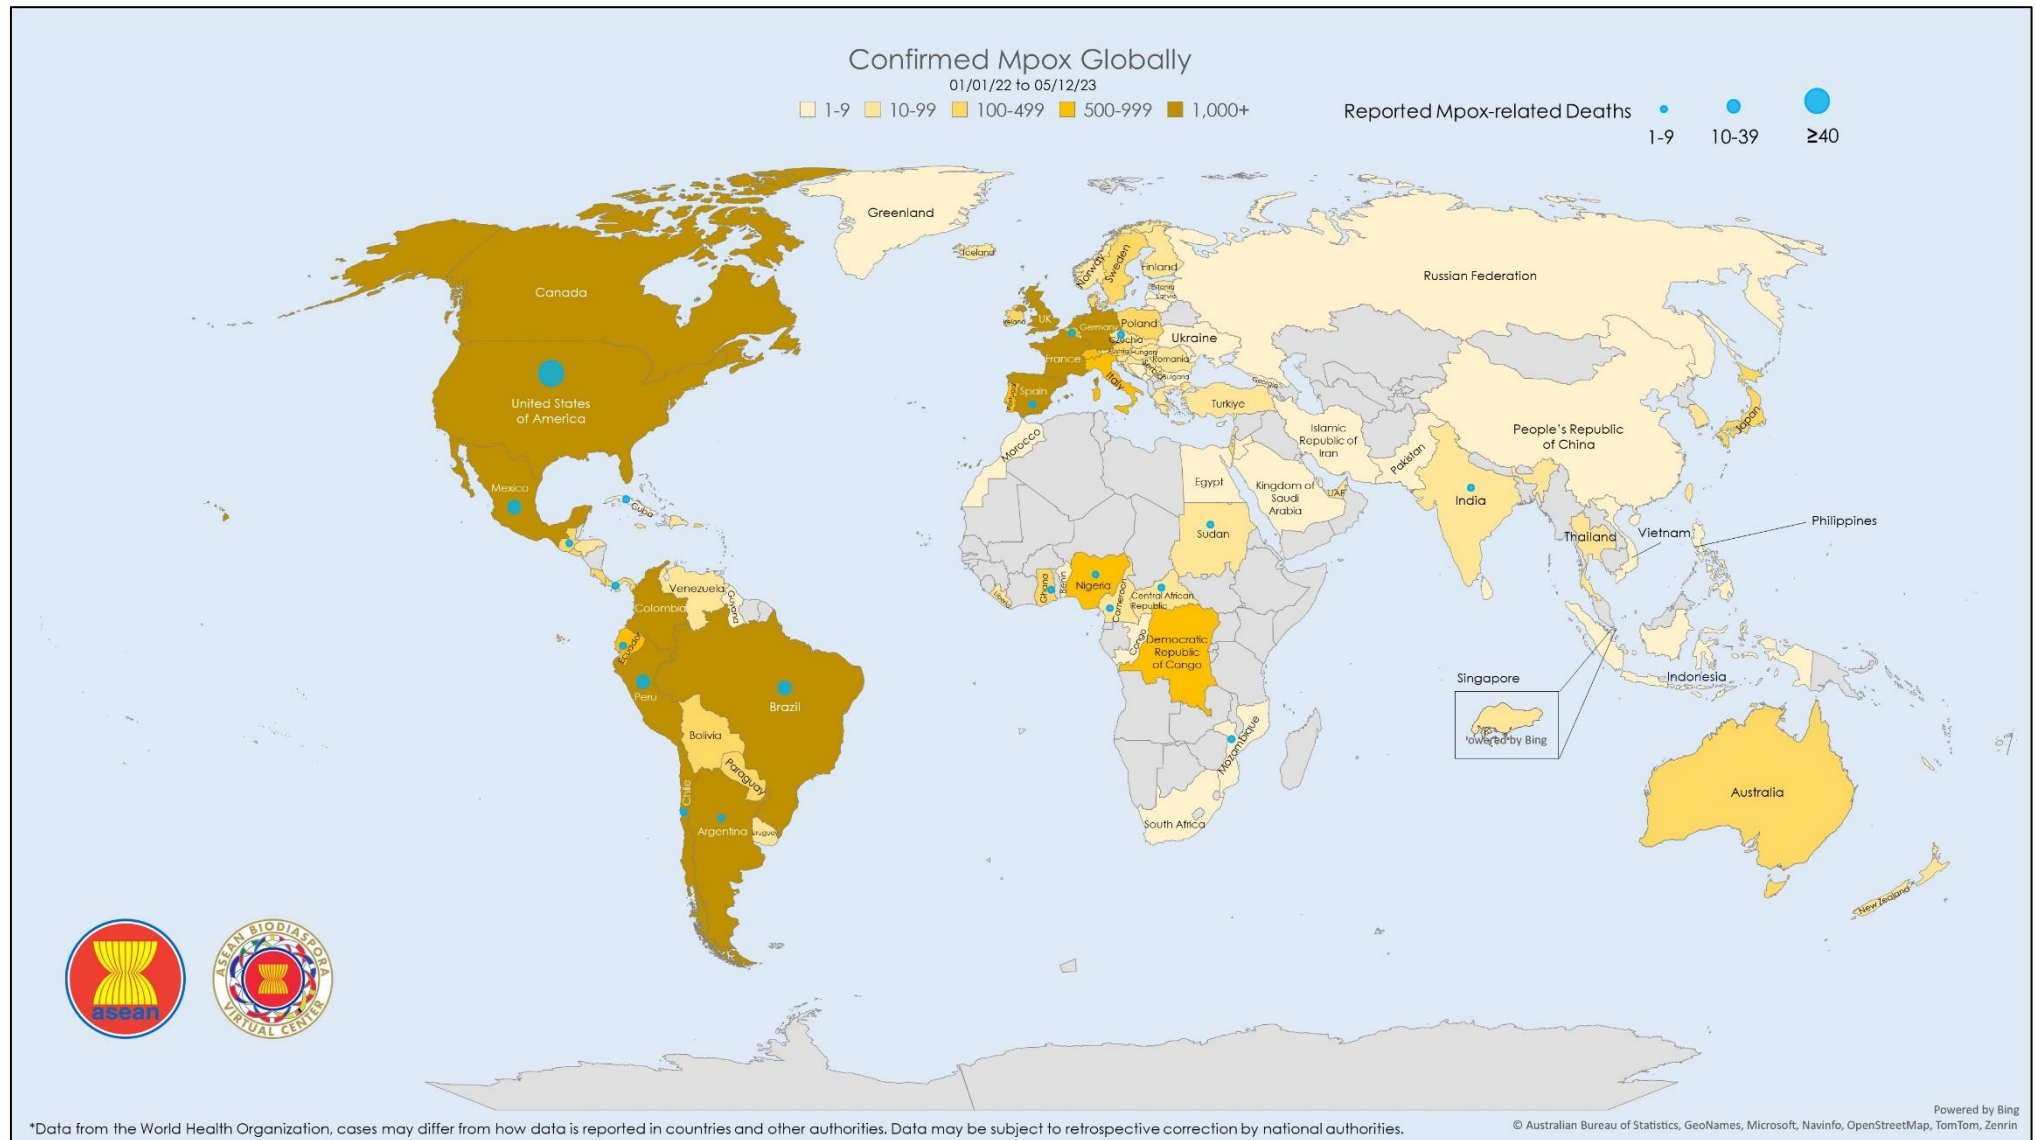 Confirmed Mpox Globally
01/01/22 to 05/12/23
1-9 10-99 100-499 500-999 1,000+
Reported Mpox-related Deaths
1-9 10-39 ≥40
Greenland
Iceland
Norway
Sweden
Finland
Russian Federation
Canada
Estonia
Latvia
Ireland
UK
Germany
Poland
Czechia
Ukraine
France
Austria
Hungary
Romania
Bulgaria
Italy
Georgia
Portugal
Spain
Turkiye
United States
of America
Japan
Morocco
Islamic
Republic of
Iran
People's Republic
of China
Pakistan
Mexico
Egypt
Kingdom of
Saudi
Arabia
UAE
India
Cuba
Sudan
Thailand
Vietnam
Philippines
Venezuela
Guyana
Colombia
Liberia
Ghana
Benin
Nigeria
Cameroon
Central African
Republic
Ecuador
Congo
Democratic
Republic
of Congo
Peru
Brazil
Singapore
Indonesia
Powered by Bing
Bolivia
Paraguay
Mozambique
Chile
Australia
Argentina
Uruguay
South Africa
New Zealand
asean
ASEAN BIODIASPORA
VIRTUAL CENTER
Powered by Bing
*Data from the World Health Organization, cases may differ from how data is reported in countries and other authorities. Data may be subject to retrospective correction by national authorities.
© Australian Bureau of Statistics, GeoNames, Microsoft, Navinfo, OpenStreetMap, TomTom, Zenrin